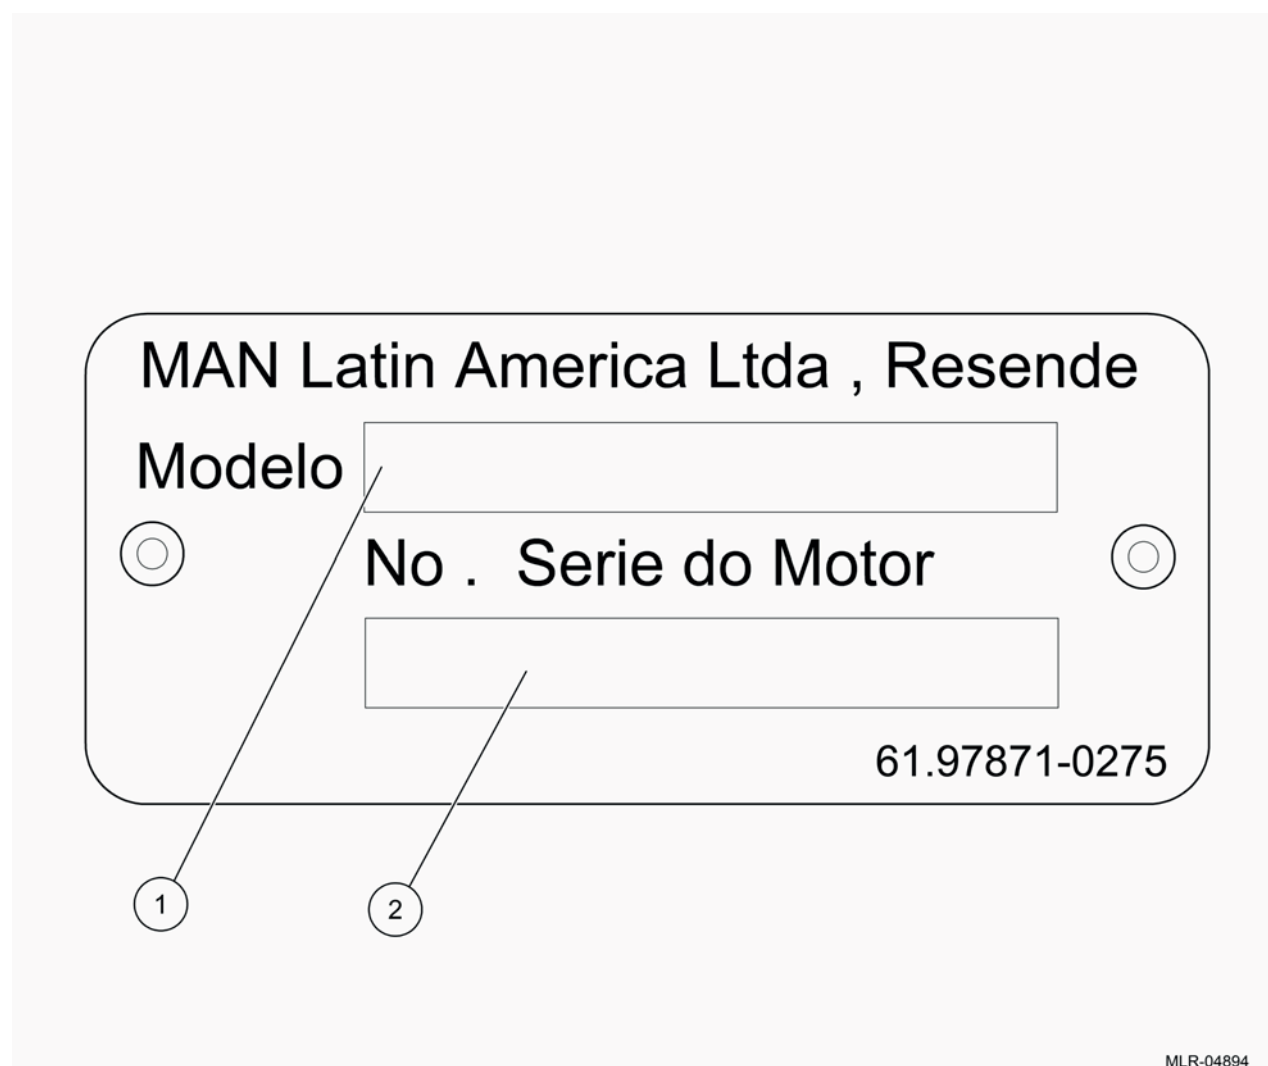 MAN Latin America Ltda , Resende
Modelo
No . Serie do Motor
61.97871-0275
1
2
MLR-04894